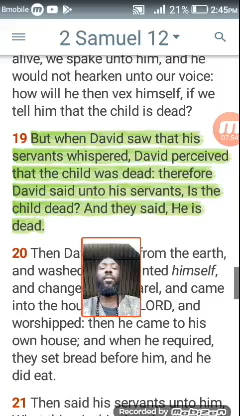 Bmobile 21% 2:45PM
2 Samuel 12
alive, we spake unto him, and he
would not hearken unto our voice:
how will he then vex himself, if we
tell him that the child is dead?
19 But when David saw that his
servants whispered, David perceived
that the child was dead: therefore
David said unto his servants, Is the
child dead? And they said, He is
dead.
20 Then Da from the earth,
and washed nted himself,
and change rel, and came
into the hou LORD, and
worshipped: then he came to his
own house; and when he required,
they set bread before him, and he
did eat.
21 Then said his servants unto him,
Recorded by